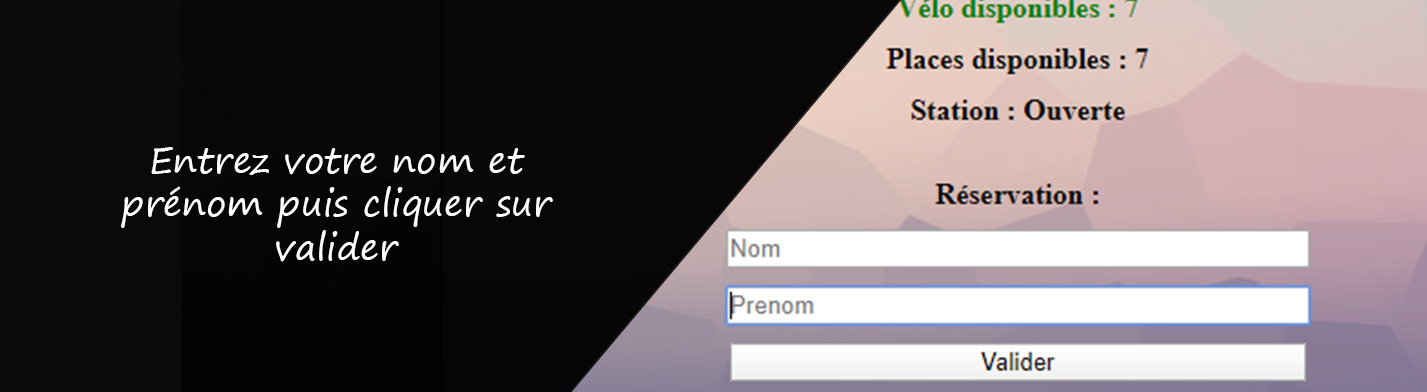 Entrez votre nom et
prénom puis cliquer sur
valider
Vélo disponibles : 7
Places disponibles : 7
Station : Ouverte
Réservation :
Nom
Prenom
Valider